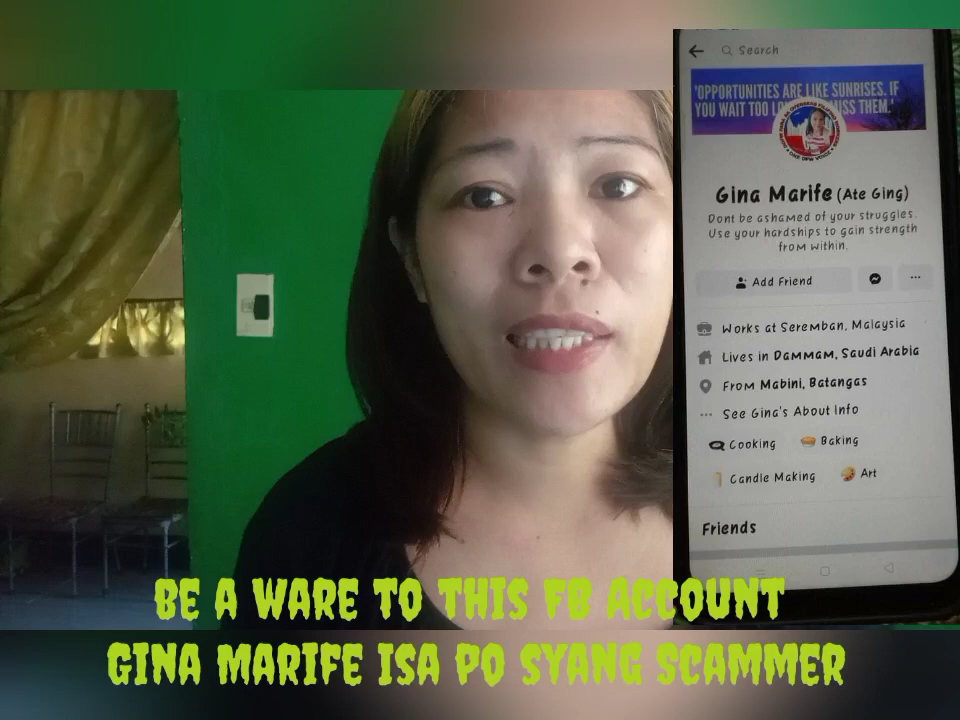 Search
'OPPORTUNITIES ARE LIKE SUNRISES. IF
YOU WAIT TOO THEM.'
Gina Marife (Ate Ging)
Dont be ashamed of your struggles.
Use your hardships to gain strength
from within.
Add Friend
Works at Seremban, Malaysia
Lives in Dammam, Saudi Arabia
From Mabini, Batangas
See Gina's About Info
Cooking Baking
Candle Making Art
Friends
BE A WARE TO THIS FB ACCOUNT
GINA MARIFE ISA PO SYANG SCAMMER